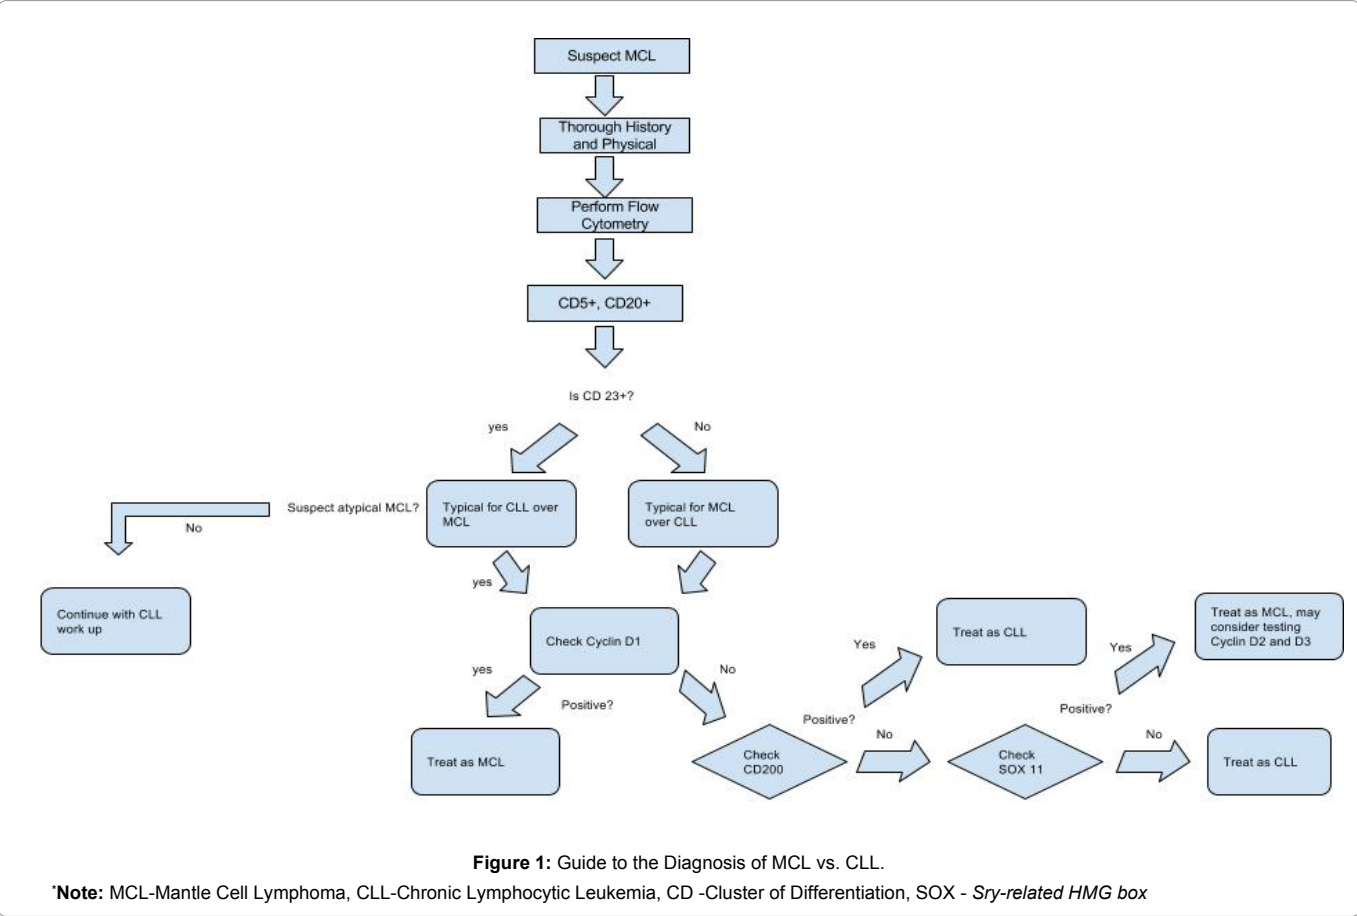 Suspect MCL
Thorough History
and Physical
Perform Flow
Cytometry
CD5+, CD20+
Is CD 23+?
yes
No
Suspect atypical MCL?
Typical for CLL over
MCL
Typical for MCL
over CLL
No
yes
Continue with CLL
work up
Check Cyclin D1
yes
Positive?
No
Treat as MCL
Check
CD200
Positive?
Yes
Treat as CLL
No
Check
SOX 11
Positive?
Yes
Treat as MCL, may
consider testing
Cyclin D2 and D3
No
Treat as CLL
Figure 1: Guide to the Diagnosis of MCL vs. CLL.
*Note: MCL-Mantle Cell Lymphoma, CLL-Chronic Lymphocytic Leukemia, CD -Cluster of Differentiation, SOX - Sry-related HMG box